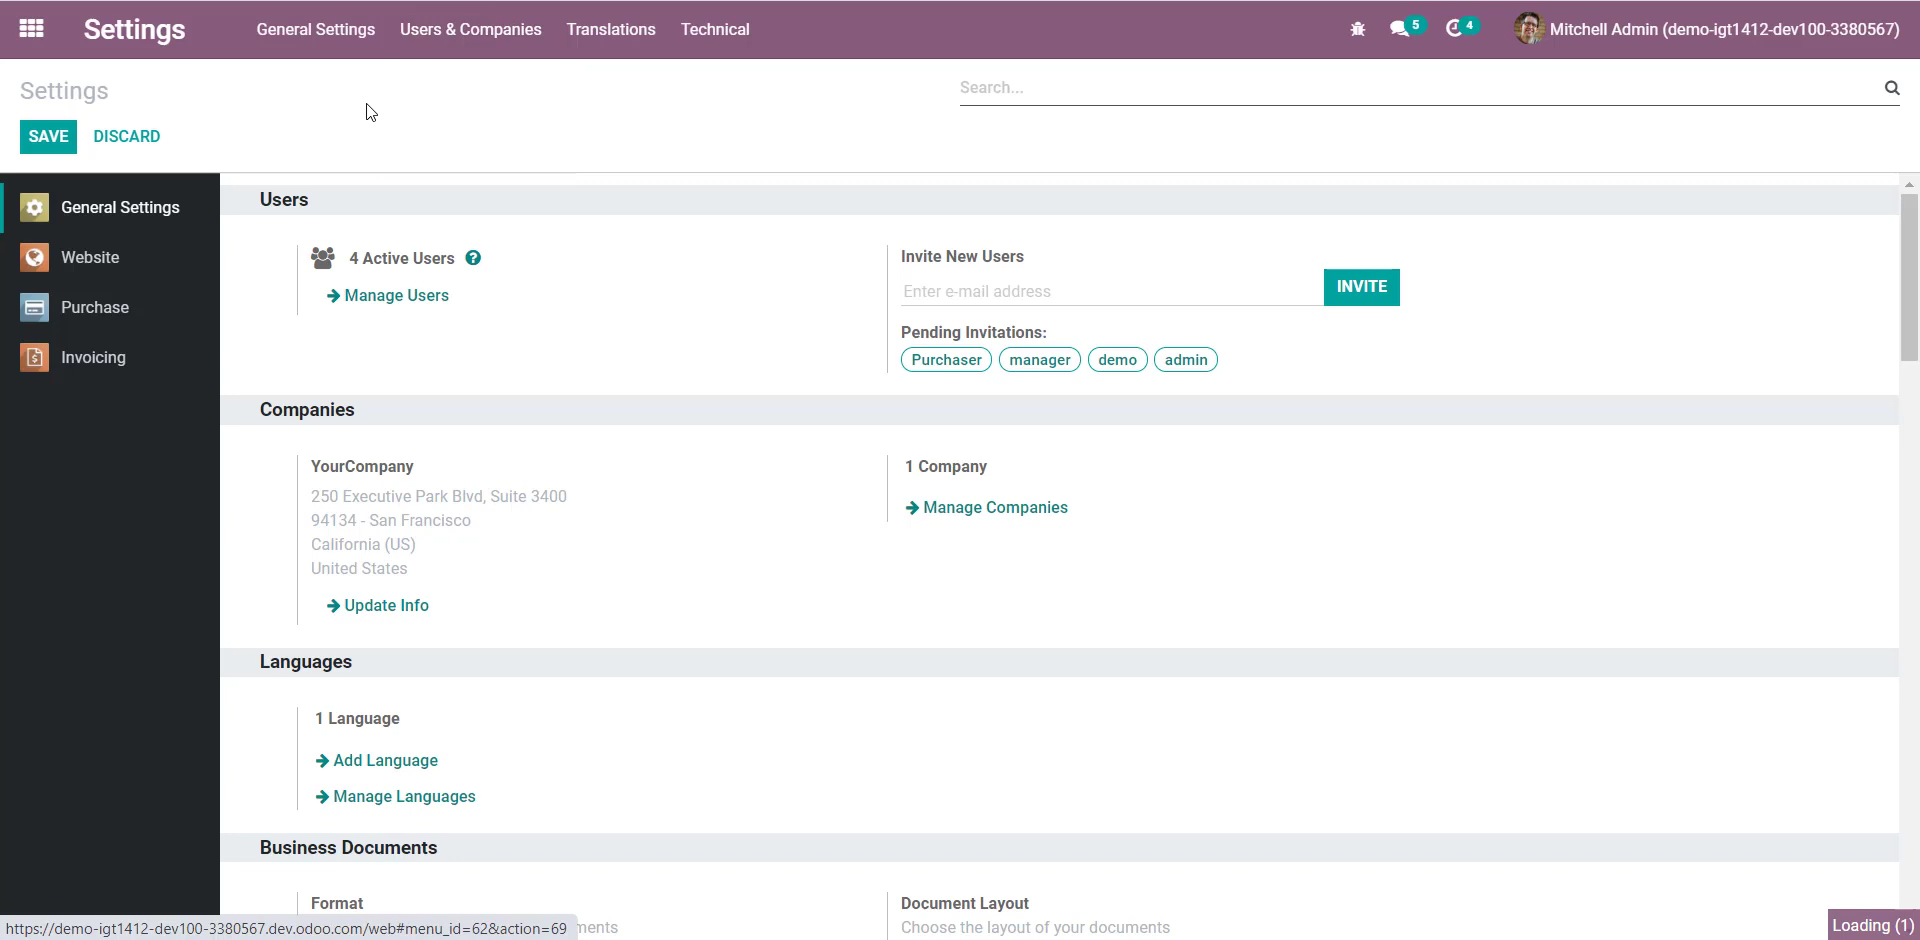 Settings
General Settings
Users & Companies
Translations
Technical
5
4
Mitchell Admin (demo-igt1412-dev100-3380567)
Settings
Search...
SAVE
DISCARD
General Settings
Website
Purchase
Invoicing
Users
4 Active Users
Manage Users
Invite New Users
Enter e-mail address
INVITE
Pending Invitations:
Purchaser
manager
demo
admin
Companies
YourCompany
250 Executive Park Blvd, Suite 3400
94134 - San Francisco
California (US)
United States
Update Info
1 Company
Manage Companies
Languages
1 Language
Add Language
Manage Languages
Business Documents
Format
ments
Document Layout
Choose the layout of your documents
https://demo-igt1412-dev100-3380567.dev.odoo.com/web#menu_id=62&action=69
Loading (1)